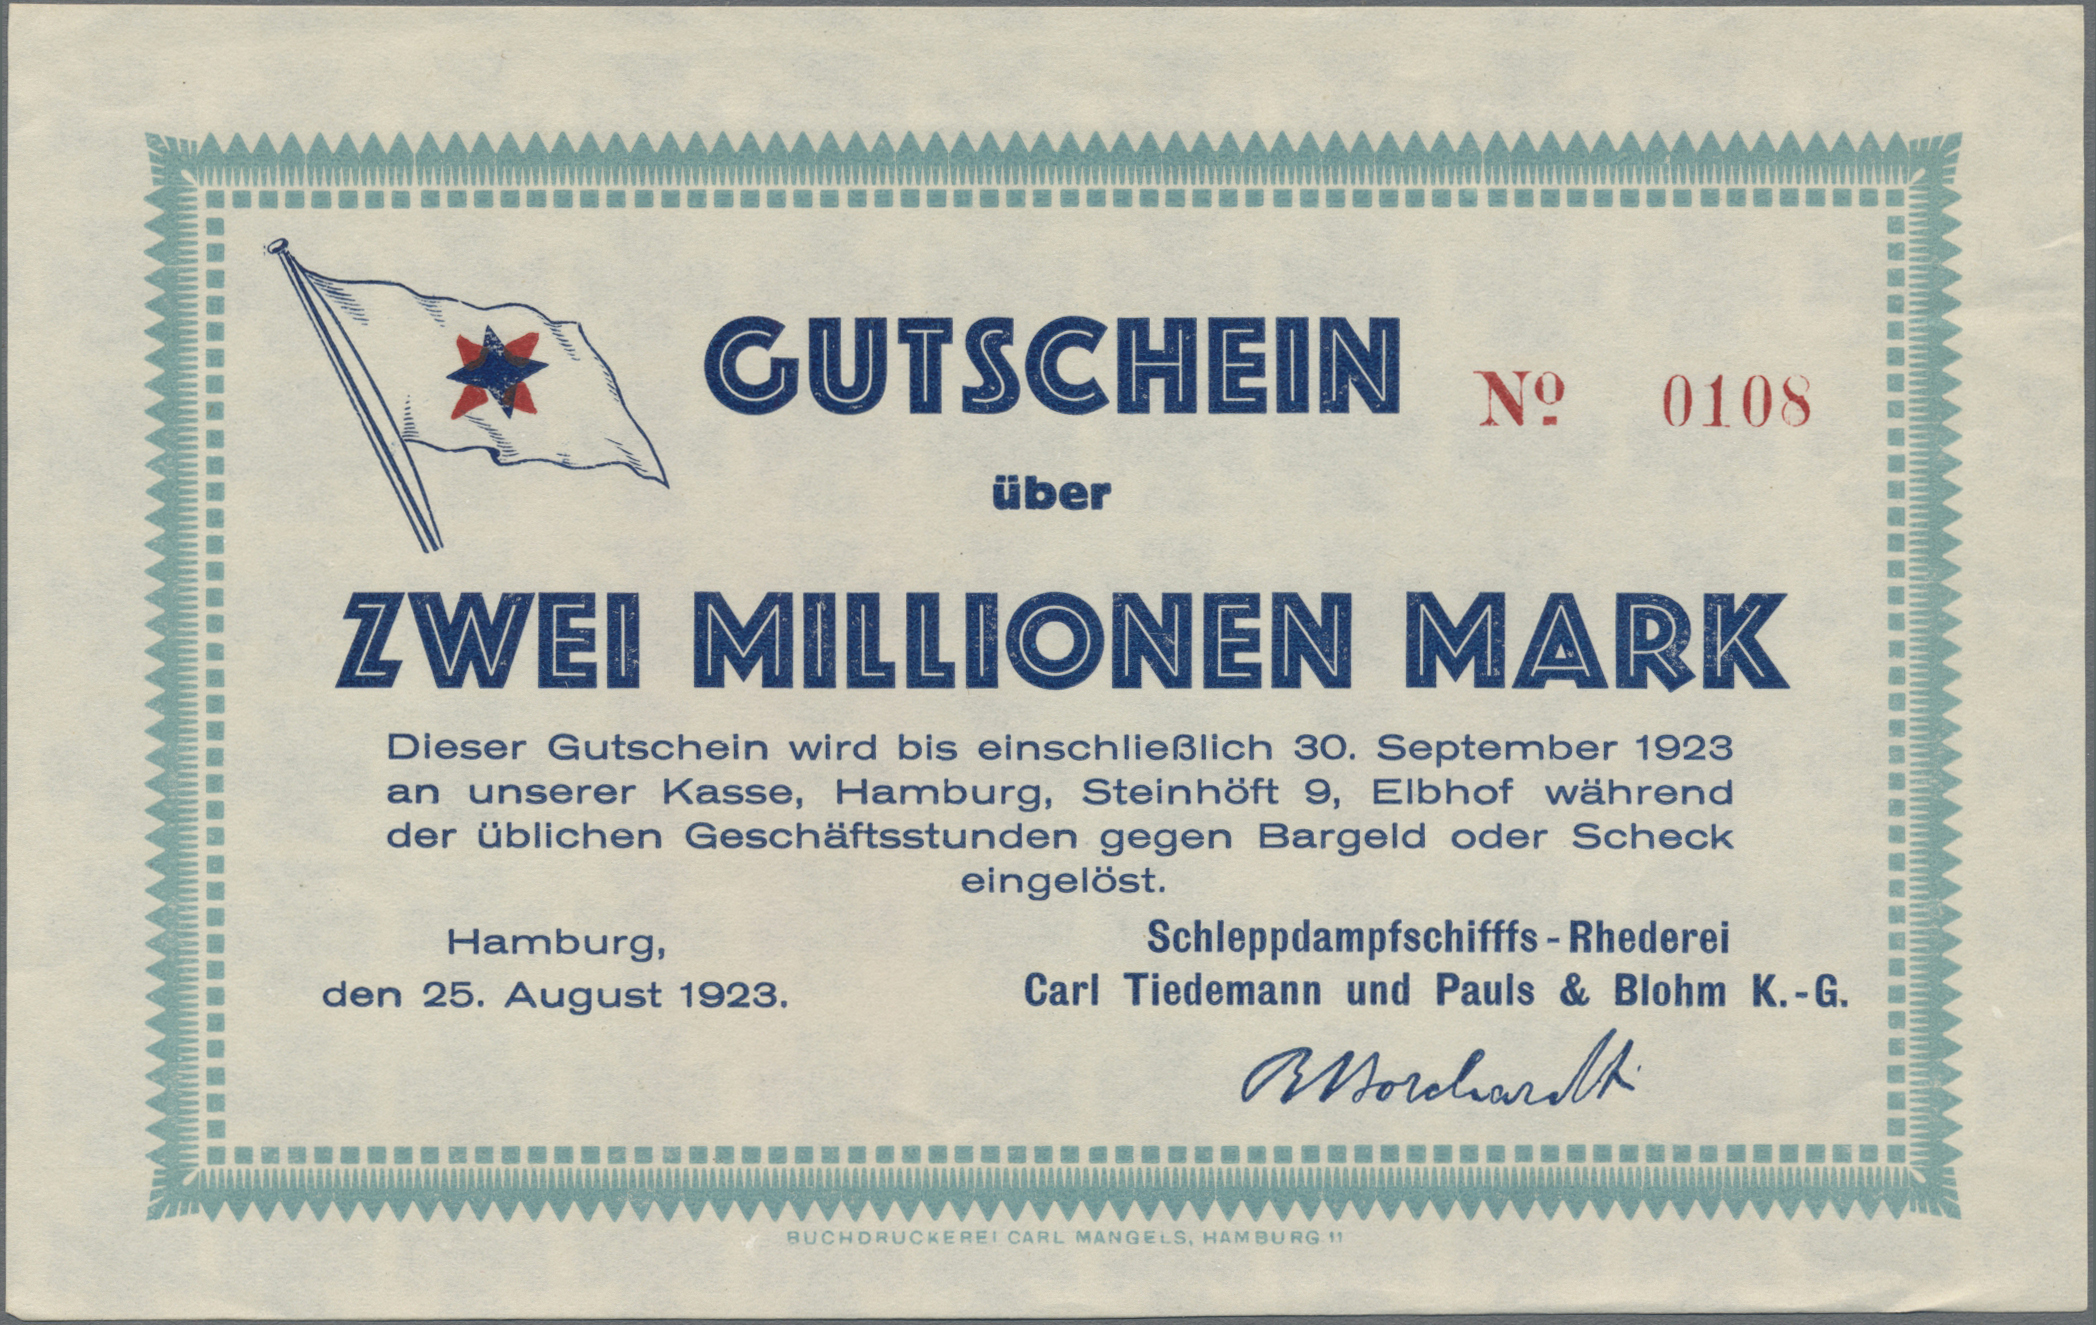 GUTSCHEIN
No 0108
über
ZWEI MILLIONEN MARK
Dieser Gutschein wird bis einschließlich 30. September 1923
an unserer Kasse, Hamburg, Steinhöft 9, Elbhof während
der üblichen Geschäftsstunden gegen Bargeld oder Scheck
eingelöst.
Hamburg,
den 25. August 1923.
Schleppdampfschifffs-Rhederei
Carl Tiedemann und Pauls & Blohm K.-G.
Borchardt
BUCHDRUCKEREI CARL MANGELS, HAMBURG 11